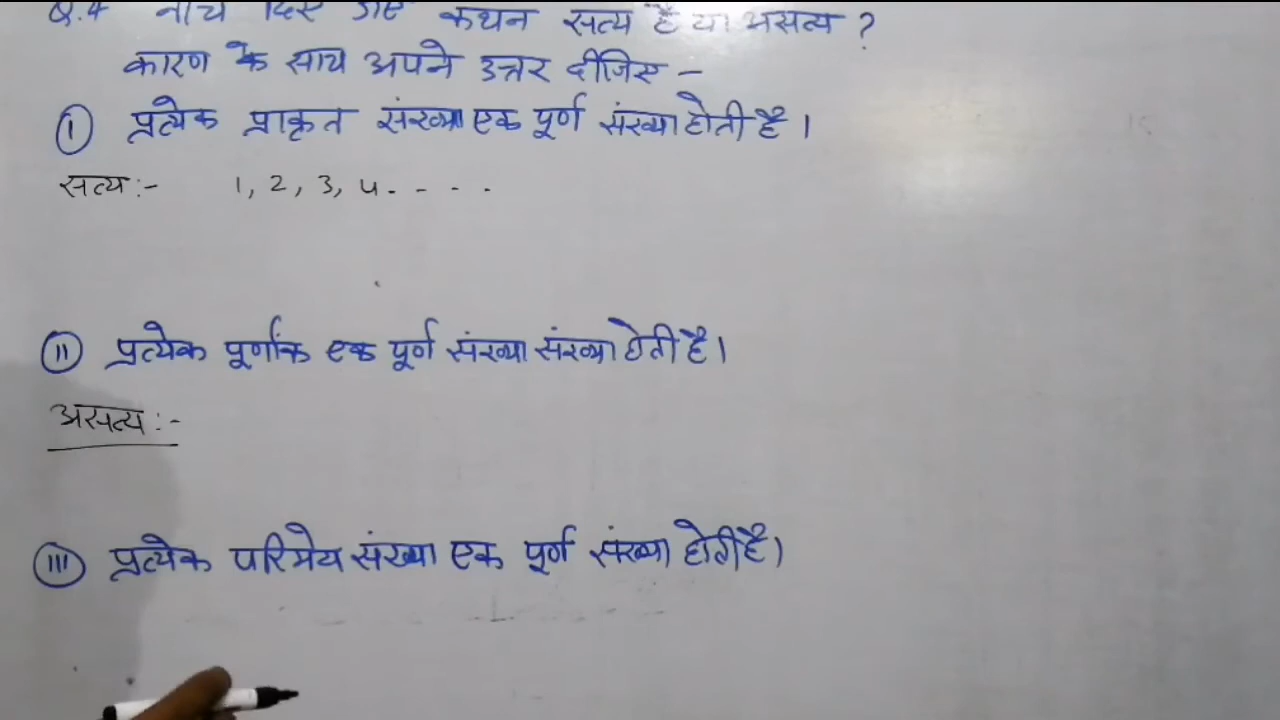 Q.4 नीचे दिए गए कथन सत्य है या असत्य ?
कारण के साथ अपने उत्तर दीजिए -
(I) प्रत्येक प्राकृत संख्या एक पूर्ण संख्या होती है।
सत्य :- 1, 2, 3, 4 - - - -
(II) प्रत्येक पूर्णांक एक पूर्ण संख्या संख्या होती है।
असत्य :-
(III) प्रत्येक परिमेय संख्या एक पूर्ण संख्या होती है।